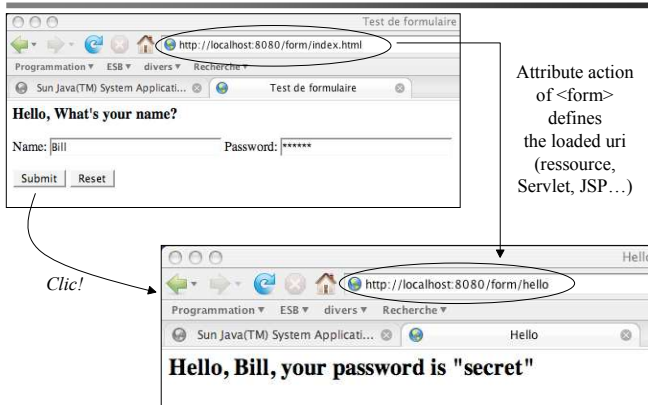 Test de formulaire
http://localhost:8080/form/index.html
Programmation ESB divers Recherche
Sun Java(TM) System Applicati... Test de formulaire
Hello, What's your name?
Name: Bill Password: ******
Submit Reset
Attribute action
of <form>
defines
the loaded uri
(ressource,
Servlet, JSP…)
Clic!
Hello
http://localhost:8080/form/hello
Programmation ESB divers Recherche
Sun Java(TM) System Applicati... Hello
Hello, Bill, your password is "secret"